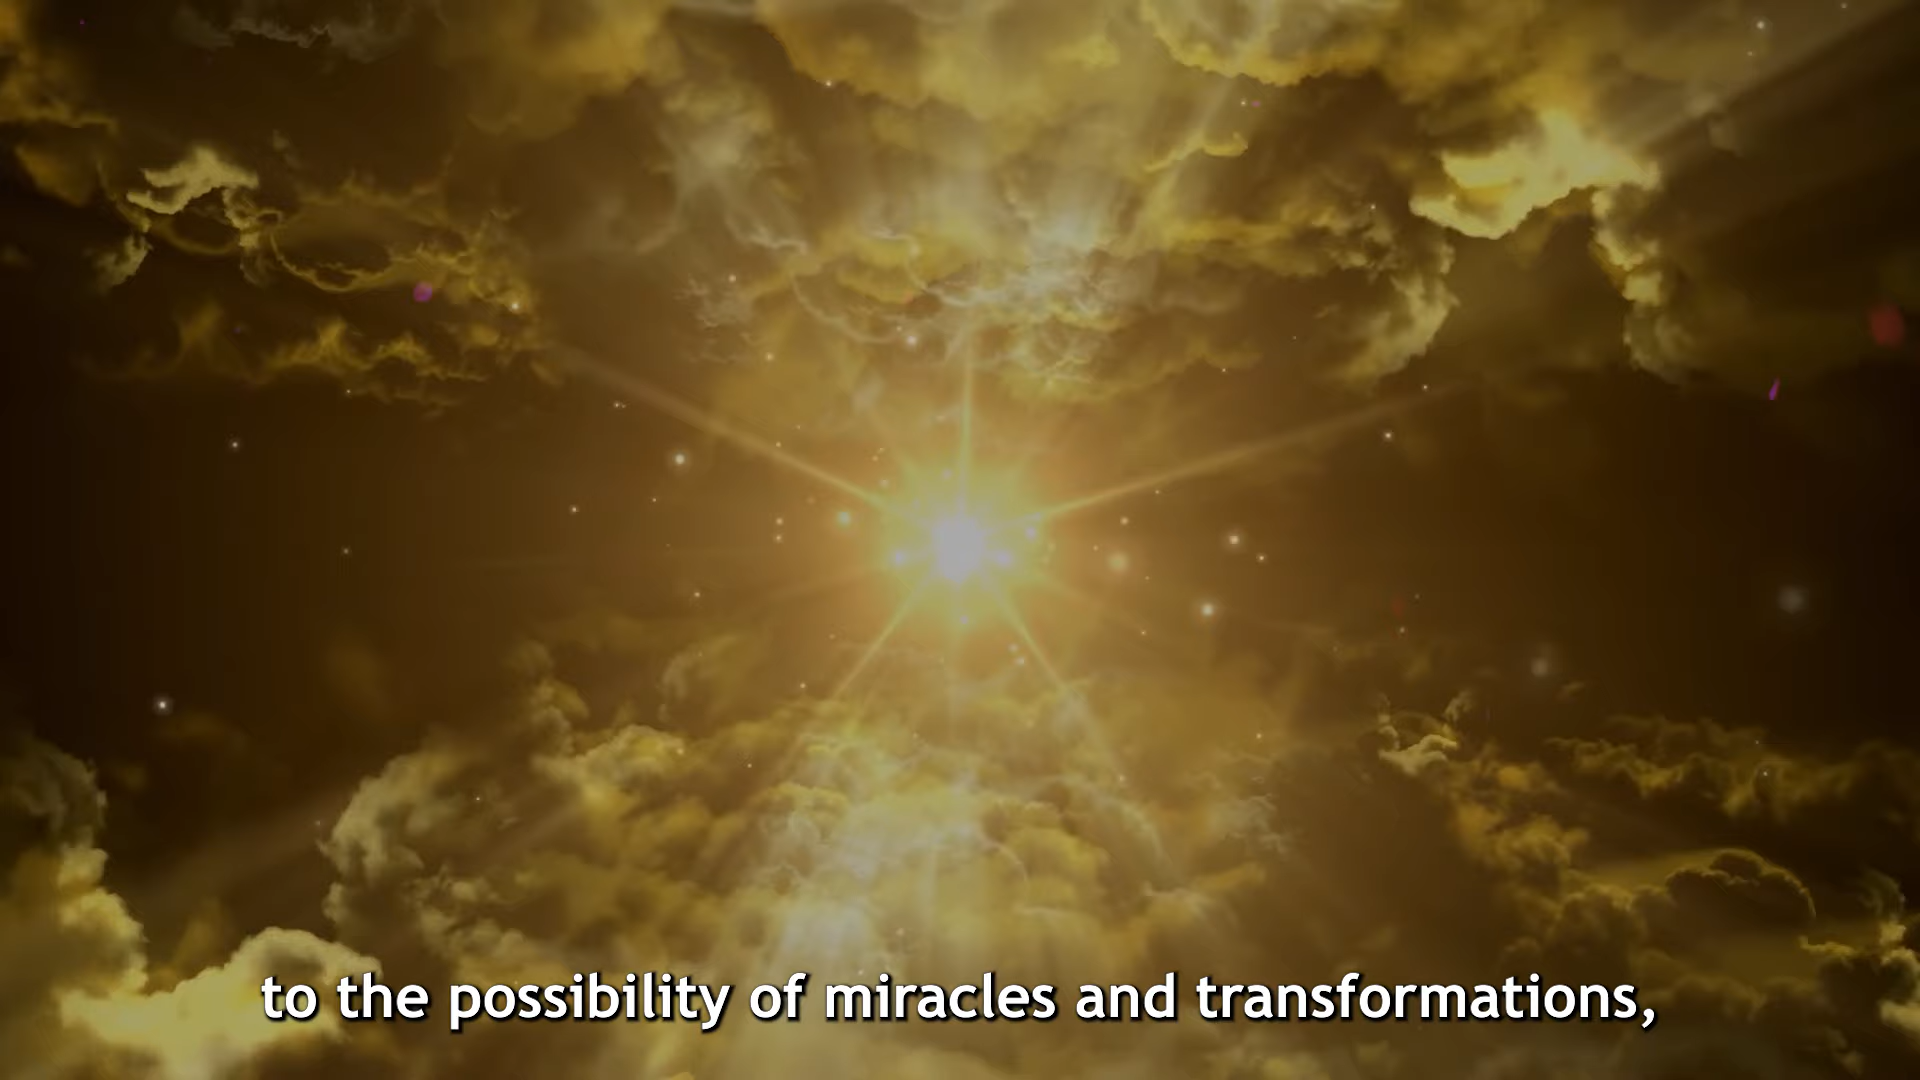 to the possibility of miracles and transformations,